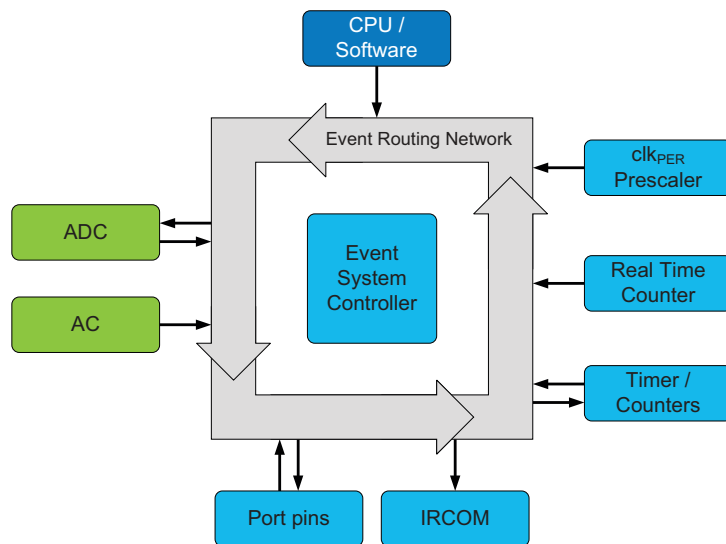 CPU /
Software
Event Routing Network
clkPER
Prescaler
ADC
Event
System
Controller
Real Time
Counter
AC
Timer /
Counters
Port pins
IRCOM